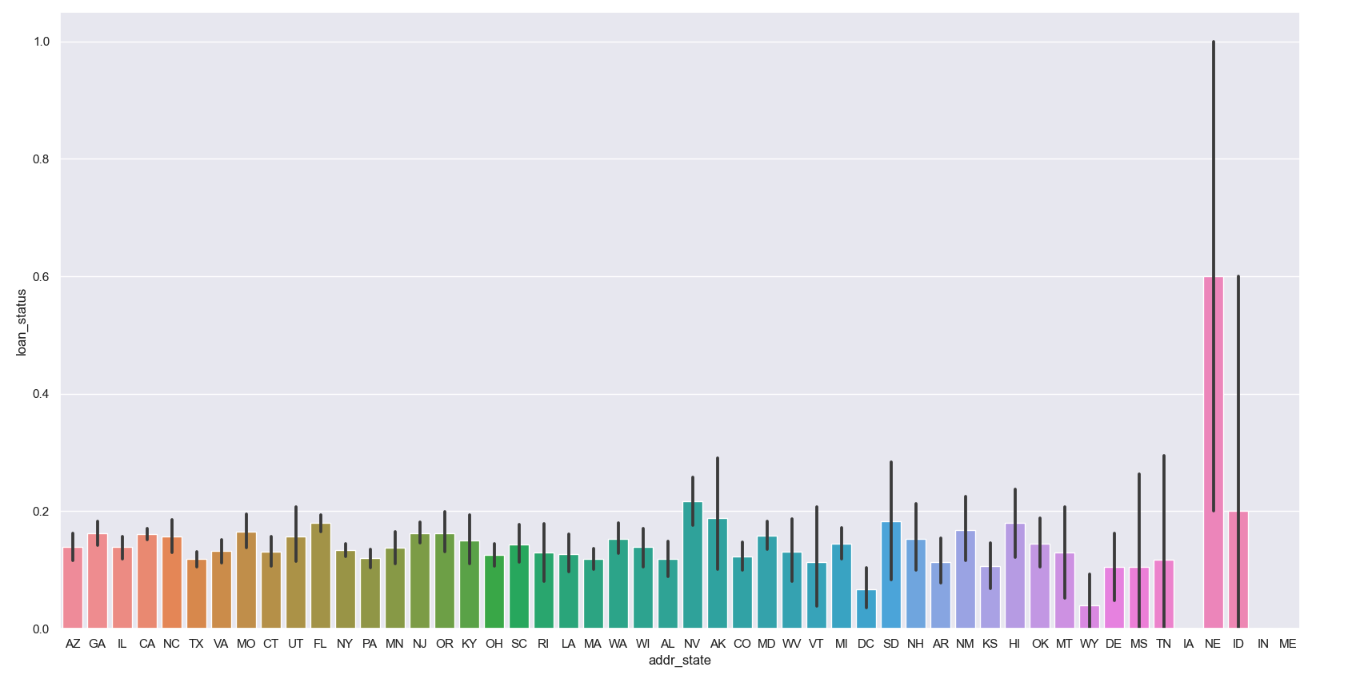 1.0
0.8
0.6
0.4
0.2
0.0
loan_status
AZ GA IL CA NC TX VA MO CT UT FL NY PA MN NJ OR KY OH SC RI LA MA WA WI AL NV AK CO MD WV VT MI DC SD NH AR NM KS HI OK MT WY DE MS TN IA NE ID IN ME
addr_state